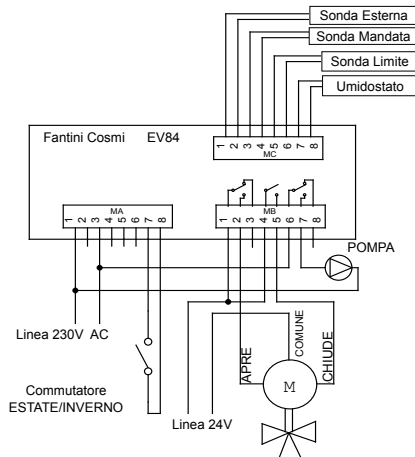 Sonda Esterna
Sonda Mandata
Sonda Limite
Umidostato
Fantini Cosmi EV84
1 2 3 4 5 6 7 8
MC
MA
1 2 3 4 5 6 7 8
MB
1 2 3 4 5 6 7 8
POMPA
Linea 230V AC
APRE
COMUNE
CHIUDE
M
Commutatore
ESTATE/INVERNO
Linea 24V